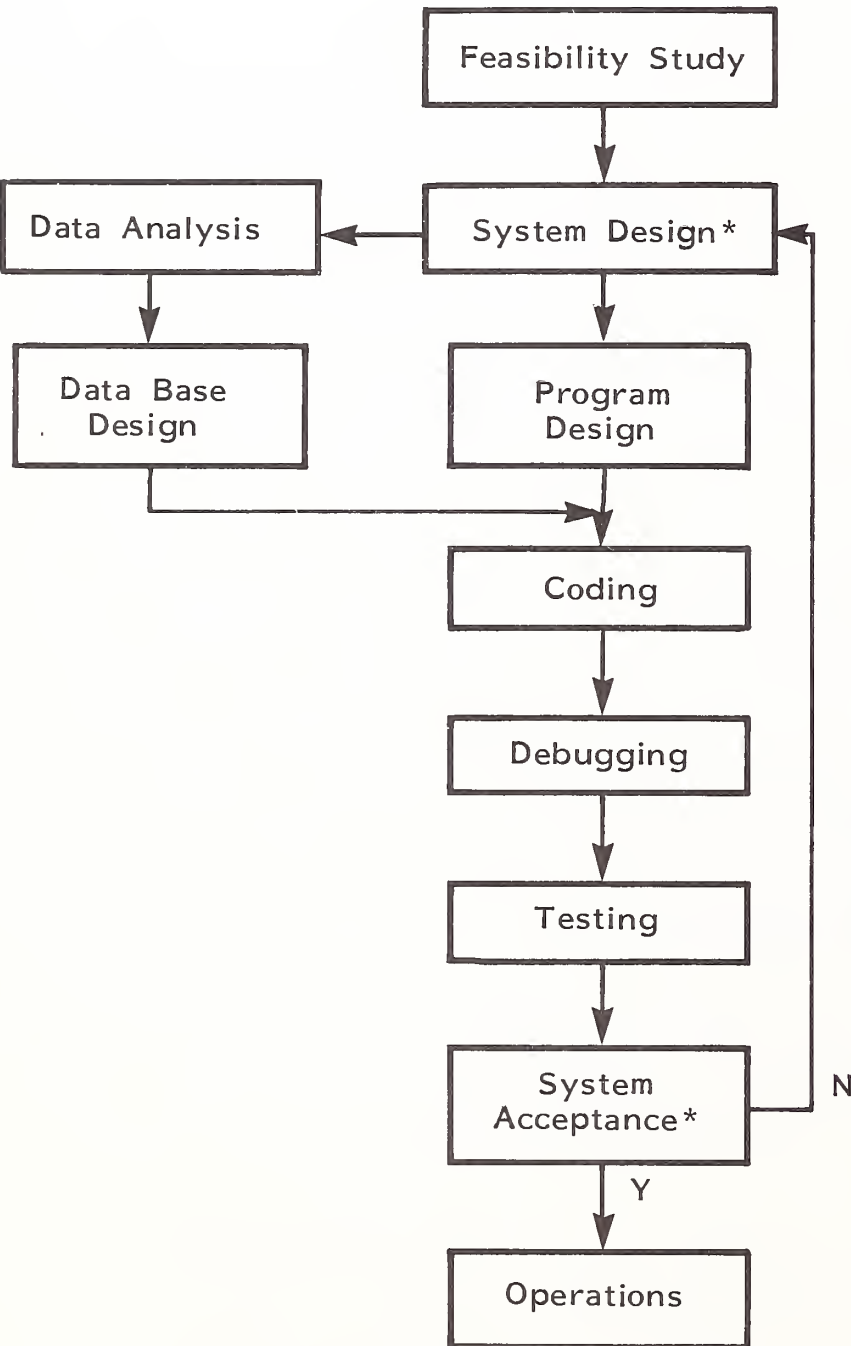 Feasibility Study
Data Analysis
System Design*
Data Base
Design
Program
Design
Coding
Debugging
Testing
System
Acceptance*
N
Y
Operations